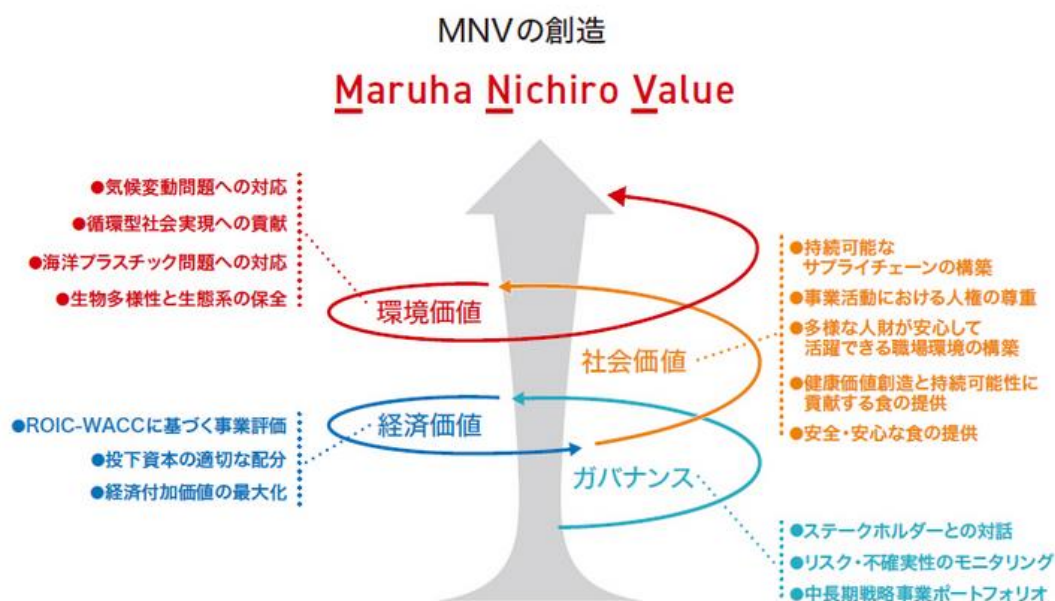 MNVの創造
Maruha Nichiro Value
●気候変動問題への対応
●循環型社会実現への貢献
●海洋プラスチック問題への対応
●生物多様性と生態系の保全
環境価値
●持続可能な
サプライチェーンの構築
●事業活動における人権の尊重
●多様な人財が安心して
活躍できる職場環境の構築
●健康価値創造と持続可能性に
貢献する食の提供
●安全・安心な食の提供
社会価値
●ROIC-WACCに基づく事業評価
●投下資本の適切な配分
●経済付加価値の最大化
経済価値
ガバナンス
●ステークホルダーとの対話
●リスク・不確実性のモニタリング
●中長期戦略事業ポートフォリオ